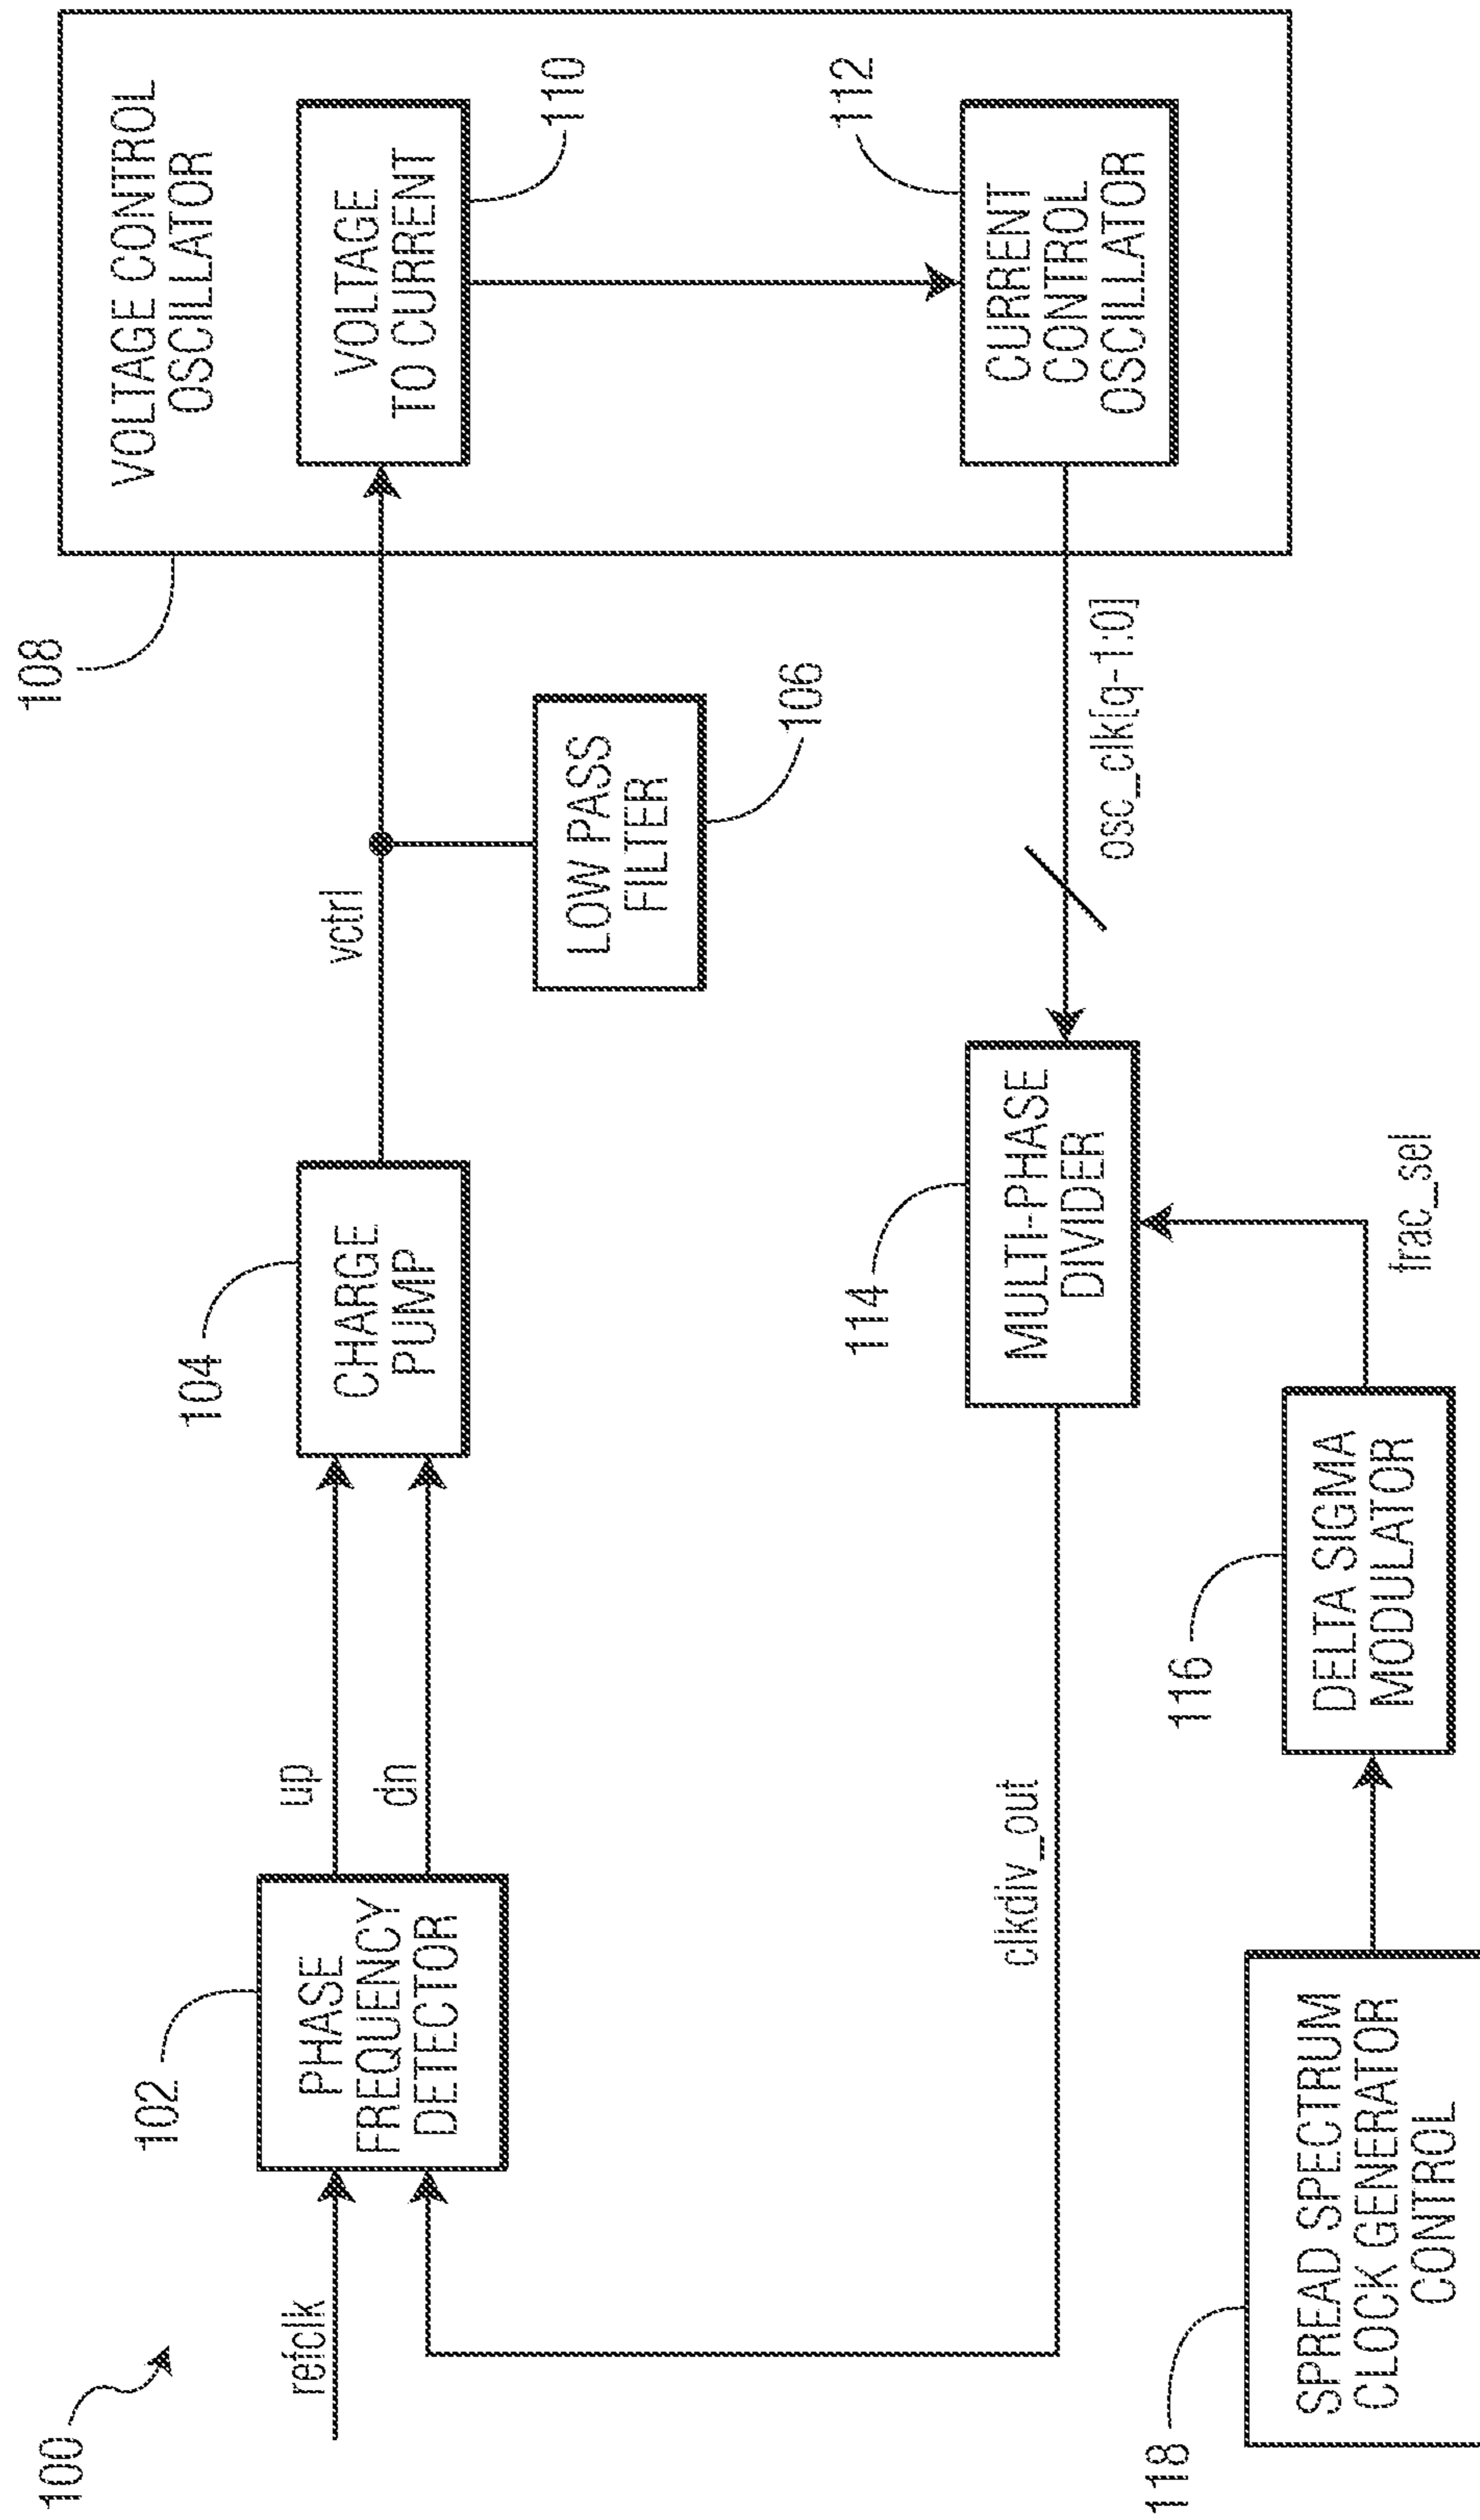 100
refclk
102
PHASE
FREQUENCY
DETECTOR
up
dn
104
CHARGE
PUMP
vctrl
LOW PASS
FILTER
106
108
VOLTAGE CONTROL
OSCILLATOR
VOLTAGE
TO CURRENT
110
112
CURRENT
CONTROL
OSCILLATOR
osc_clk[q-1:0]
114
MULTI-PHASE
DIVIDER
clkdiv_out
frac_sel
116
DELTA SIGMA
MODULATOR
118
SPREAD SPECTRUM
CLOCK GENERATOR
CONTROL